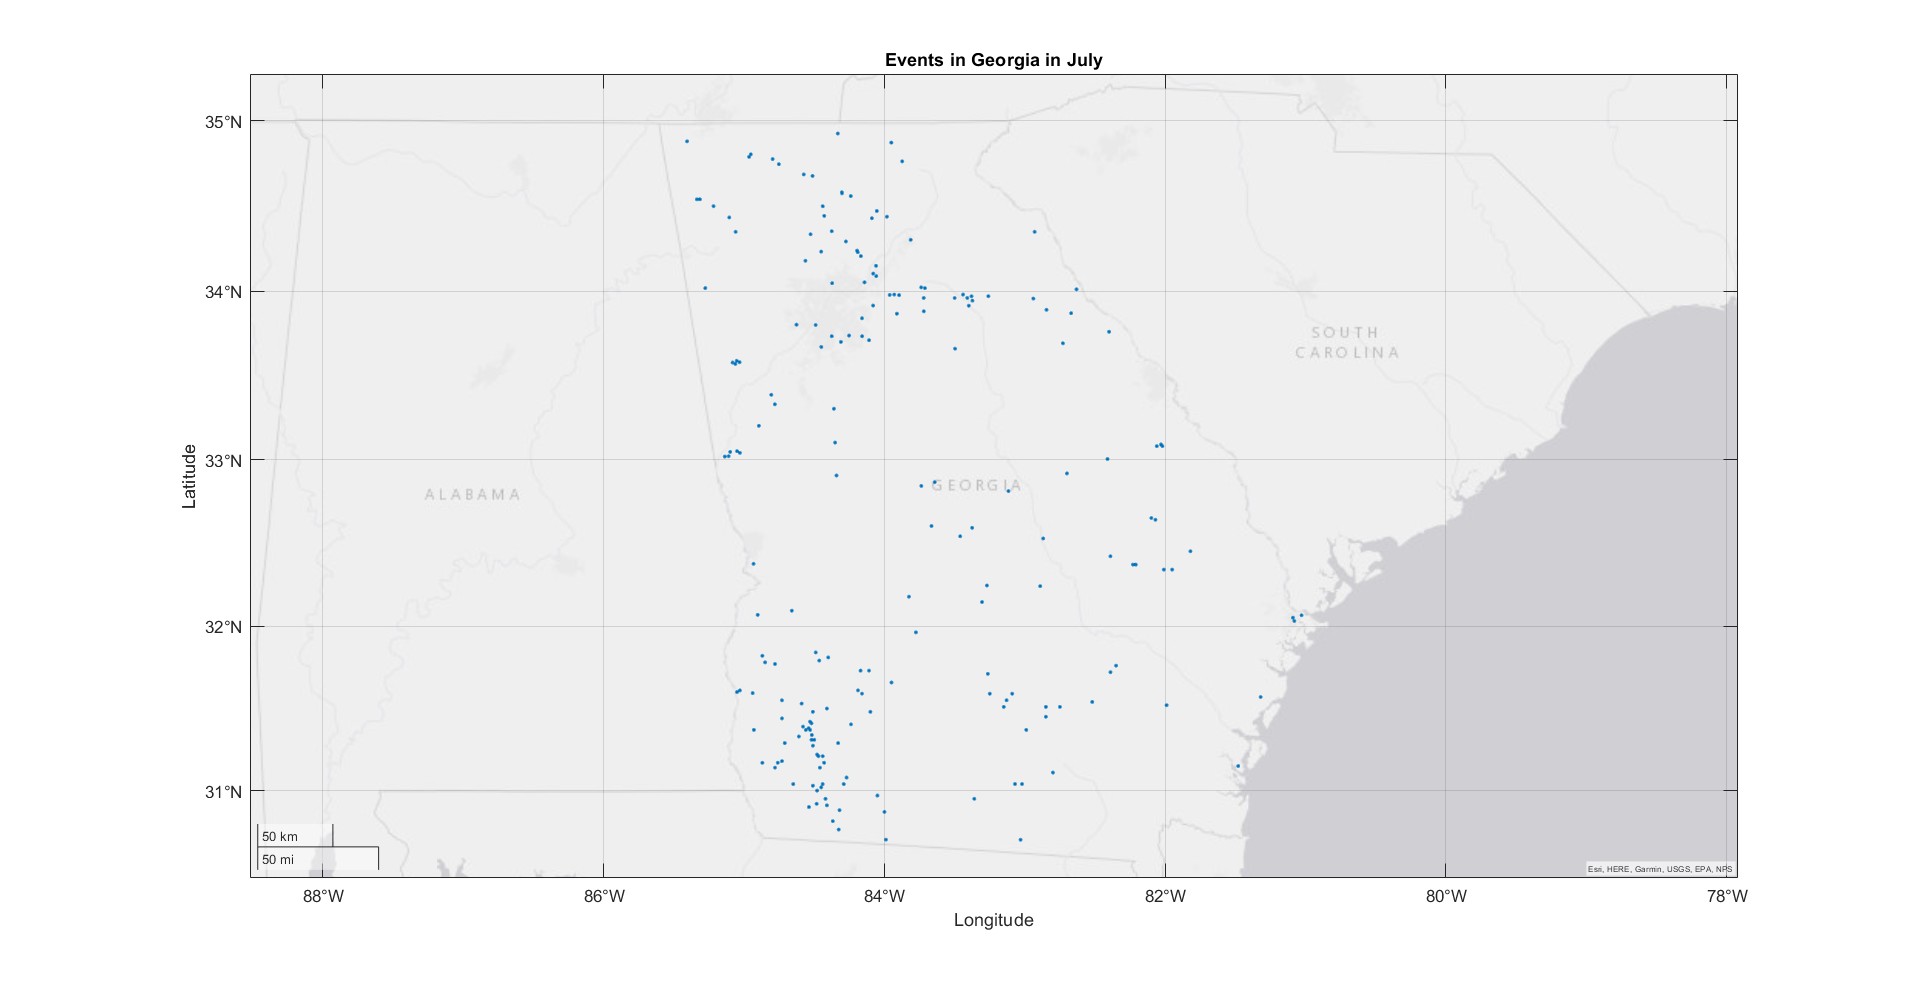 Events in Georgia in July
35°N
34°N
33°N
32°N
31°N
Latitude
SOUTH
CAROLINA
ALABAMA
GEORGIA
50 km
50 mi
Esri, HERE, Garmin, USGS, EPA, NPS
88°W
86°W
84°W
82°W
80°W
78°W
Longitude